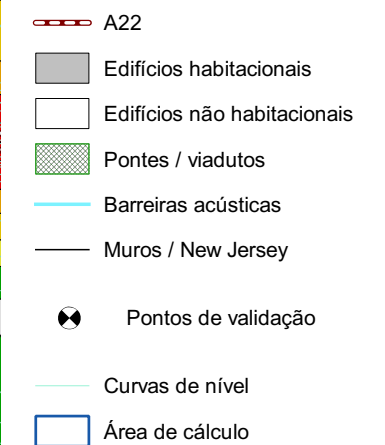 A22
Edifícios habitacionais
Edifícios não habitacionais
Pontes / viadutos
Barreiras acústicas
Muros / New Jersey
Pontos de validação
Curvas de nível
Área de cálculo